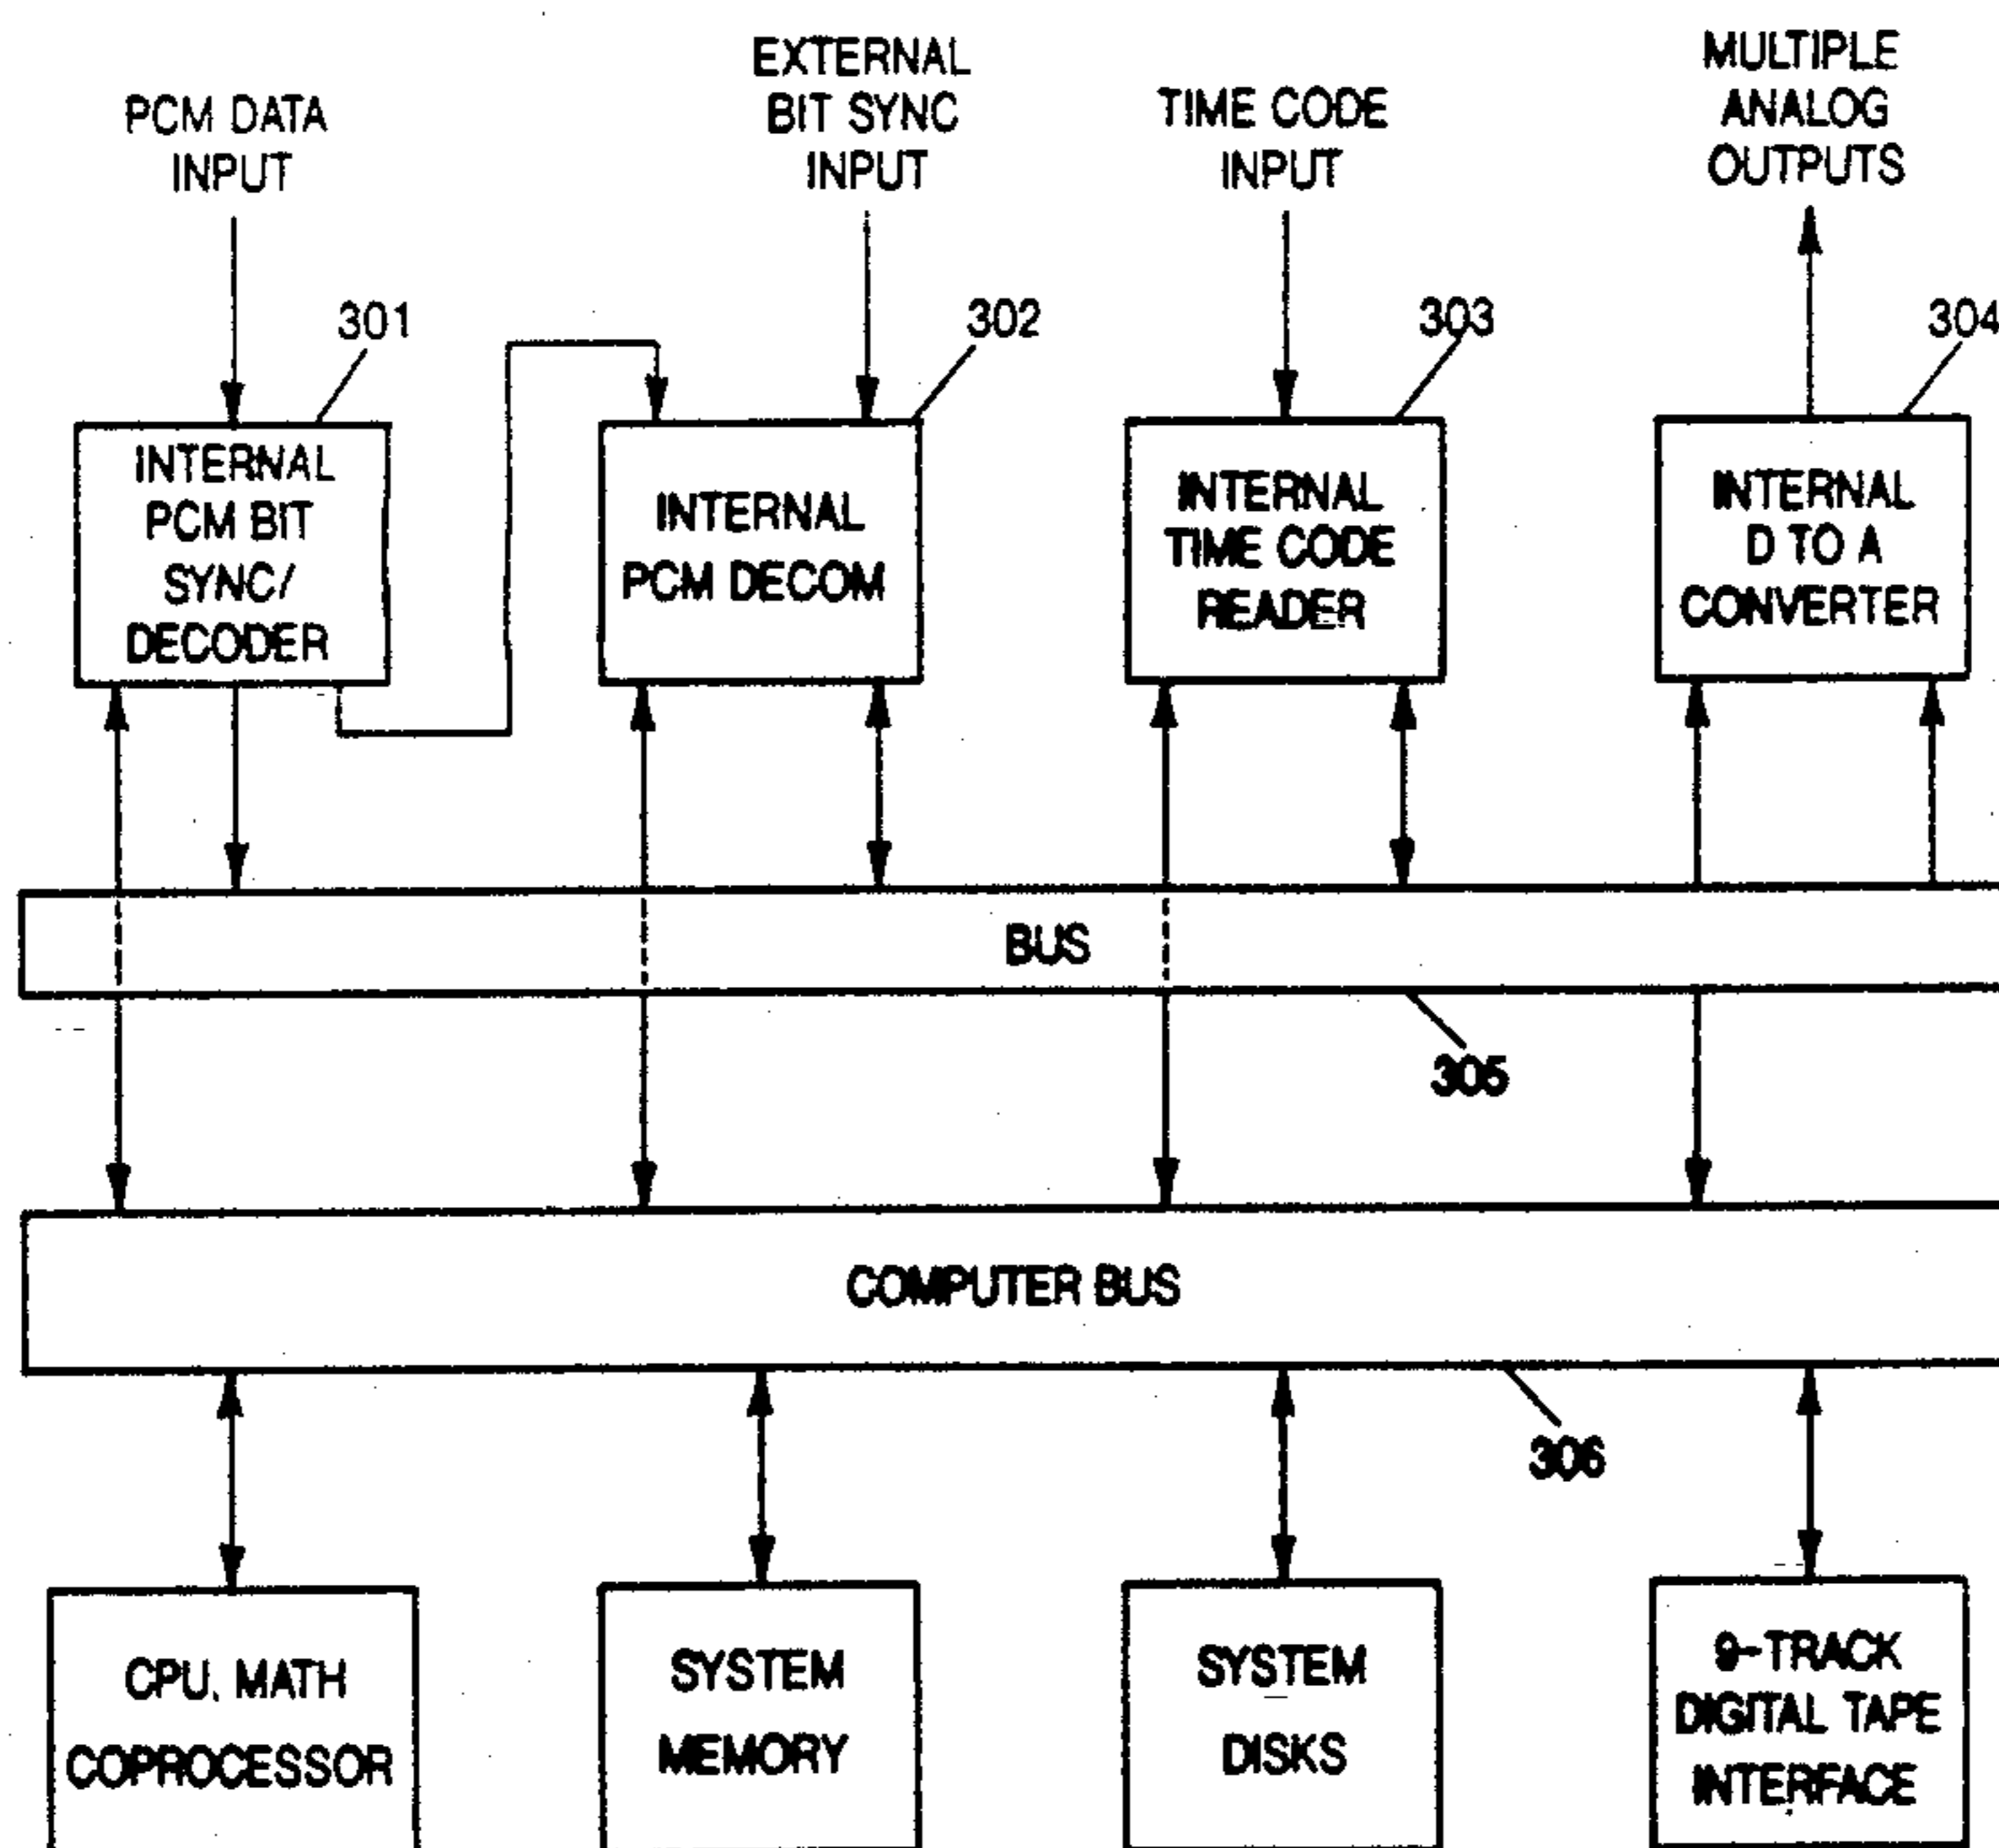 PCM DATA
INPUT
EXTERNAL
BIT SYNC
INPUT
TIME CODE
INPUT
MULTIPLE
ANALOG
OUTPUTS
301
302
303
304
INTERNAL
PCM BIT
SYNC/
DECODER
INTERNAL
PCM DECOM
INTERNAL
TIME CODE
READER
INTERNAL
D TO A
CONVERTER
BUS
305
COMPUTER BUS
306
CPU, MATH
COPROCESSOR
SYSTEM
MEMORY
SYSTEM
DISKS
9-TRACK
DIGITAL TAPE
INTERFACE